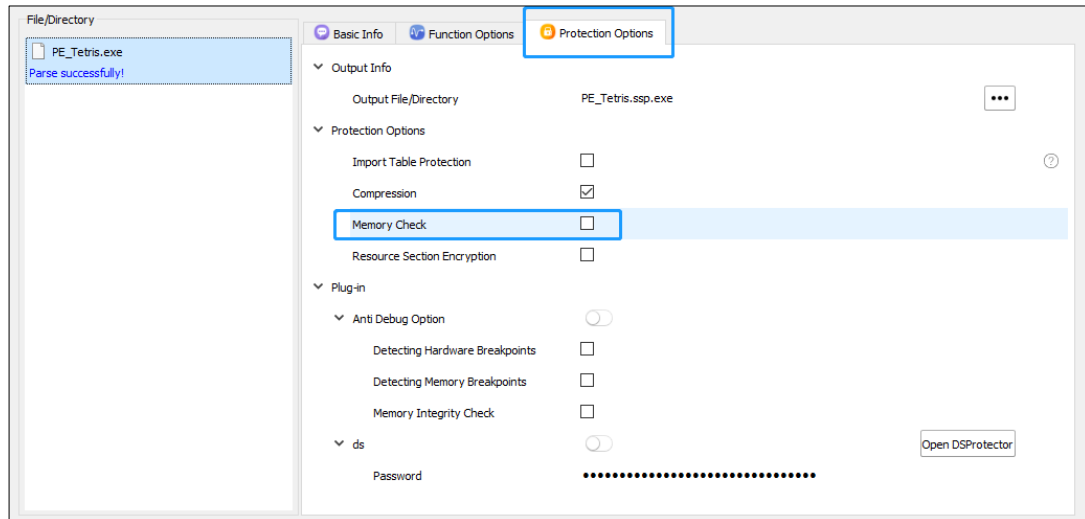 File/Directory
PE_Tetris.exe
Parse successfully!
Basic Info
Function Options
Protection Options
Output Info
Output File/Directory PE_Tetris.ssp.exe
Protection Options
Import Table Protection
Compression
Memory Check
Resource Section Encryption
Plug-in
Anti Debug Option
Detecting Hardware Breakpoints
Detecting Memory Breakpoints
Memory Integrity Check
ds Open DSProtector
Password